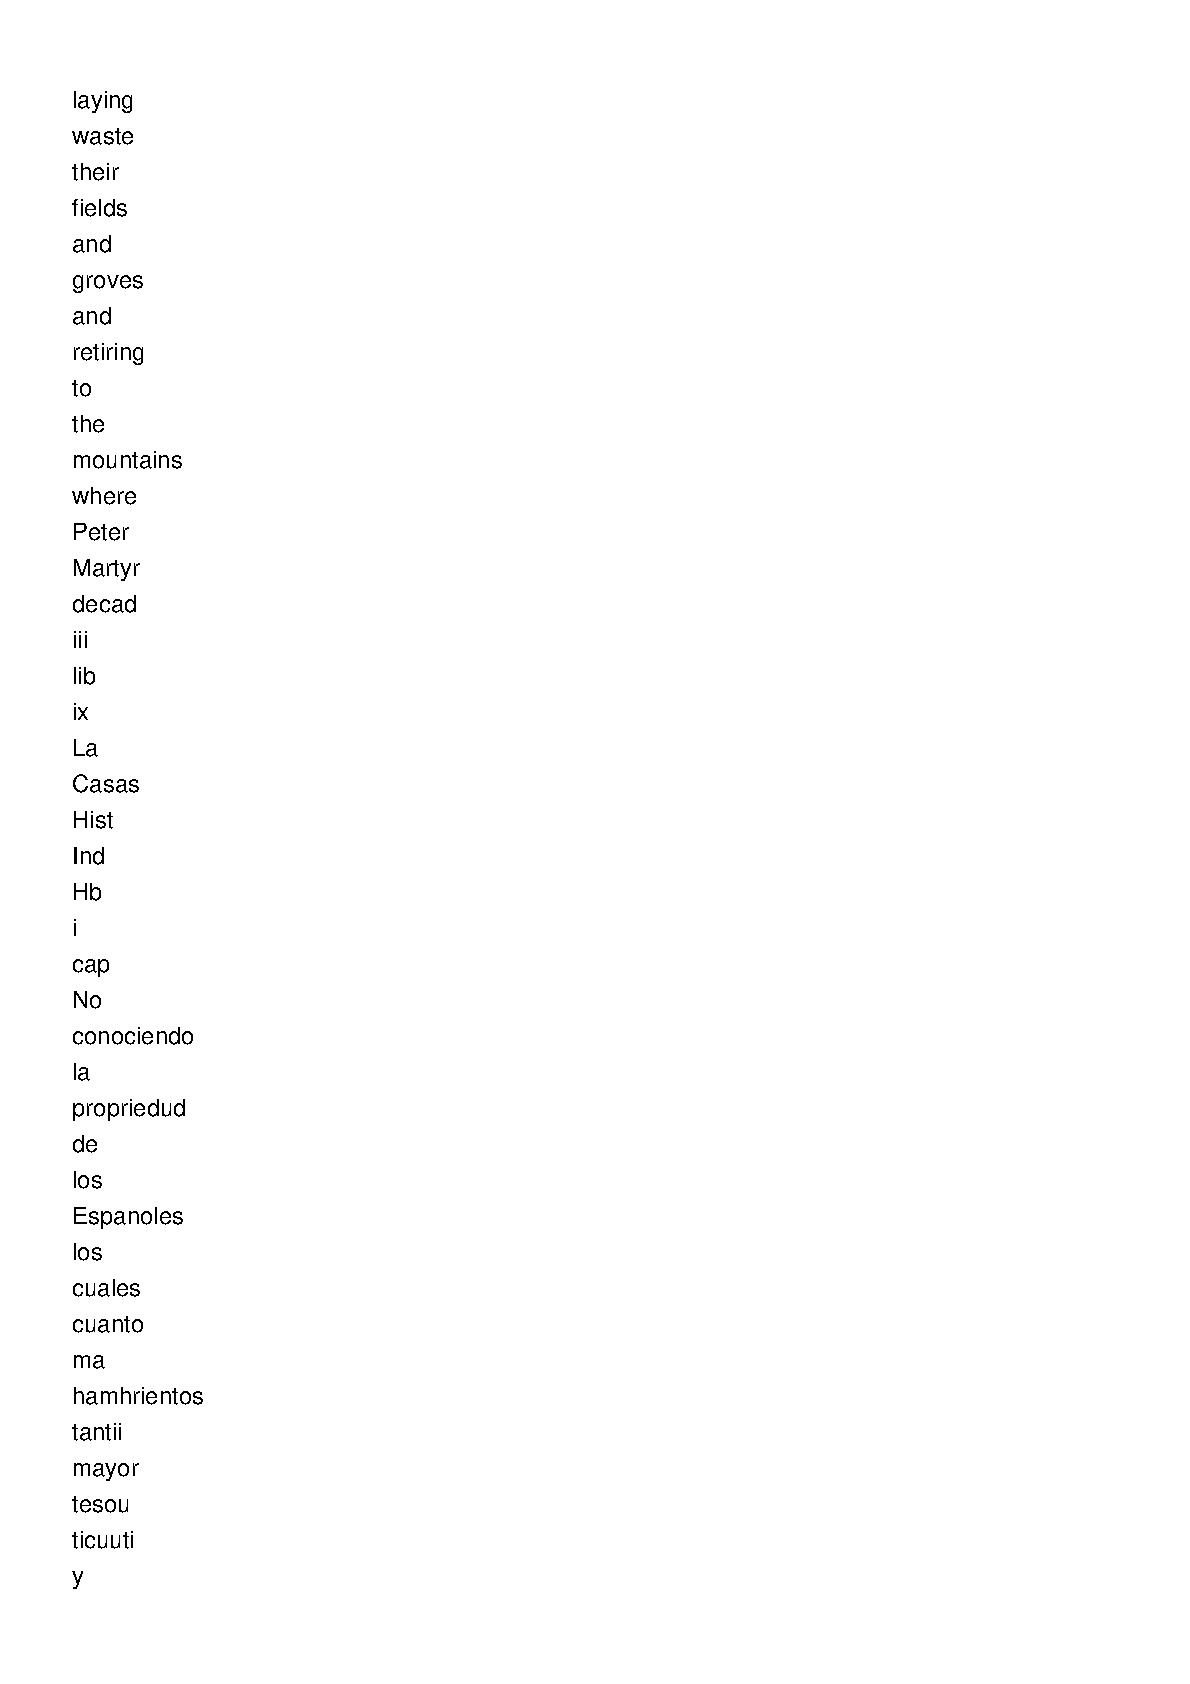 laying
waste
their
fields
and
groves
and
retiring
to
the
mountains
where
Peter
Martyr
decad
iii
lib
ix
La
Casas
Hist
Ind
Hb
i
cap
No
conociendo
la
propriedud
de
los
Espanoles
los
cuales
cuanto
ma
hamhrientos
tantii
mayor
tesou
ticuuti
y